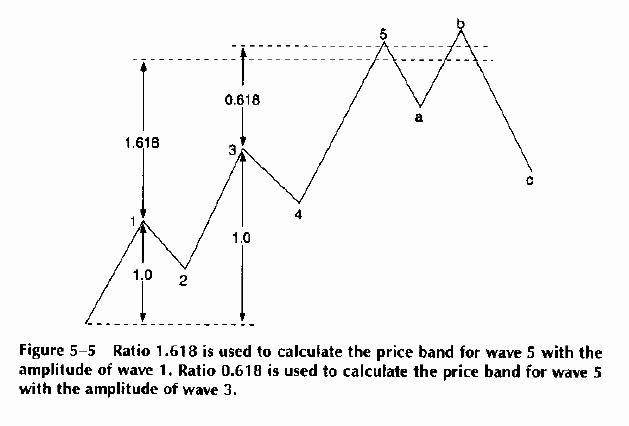 b
5
0.618
a
1.618
3
c
4
1
1.0
2
1.0
Figure 5–5 Ratio 1.618 is used to calculate the price band for wave 5 with the
amplitude of wave 1. Ratio 0.618 is used to calculate the price band for wave 5
with the amplitude of wave 3.